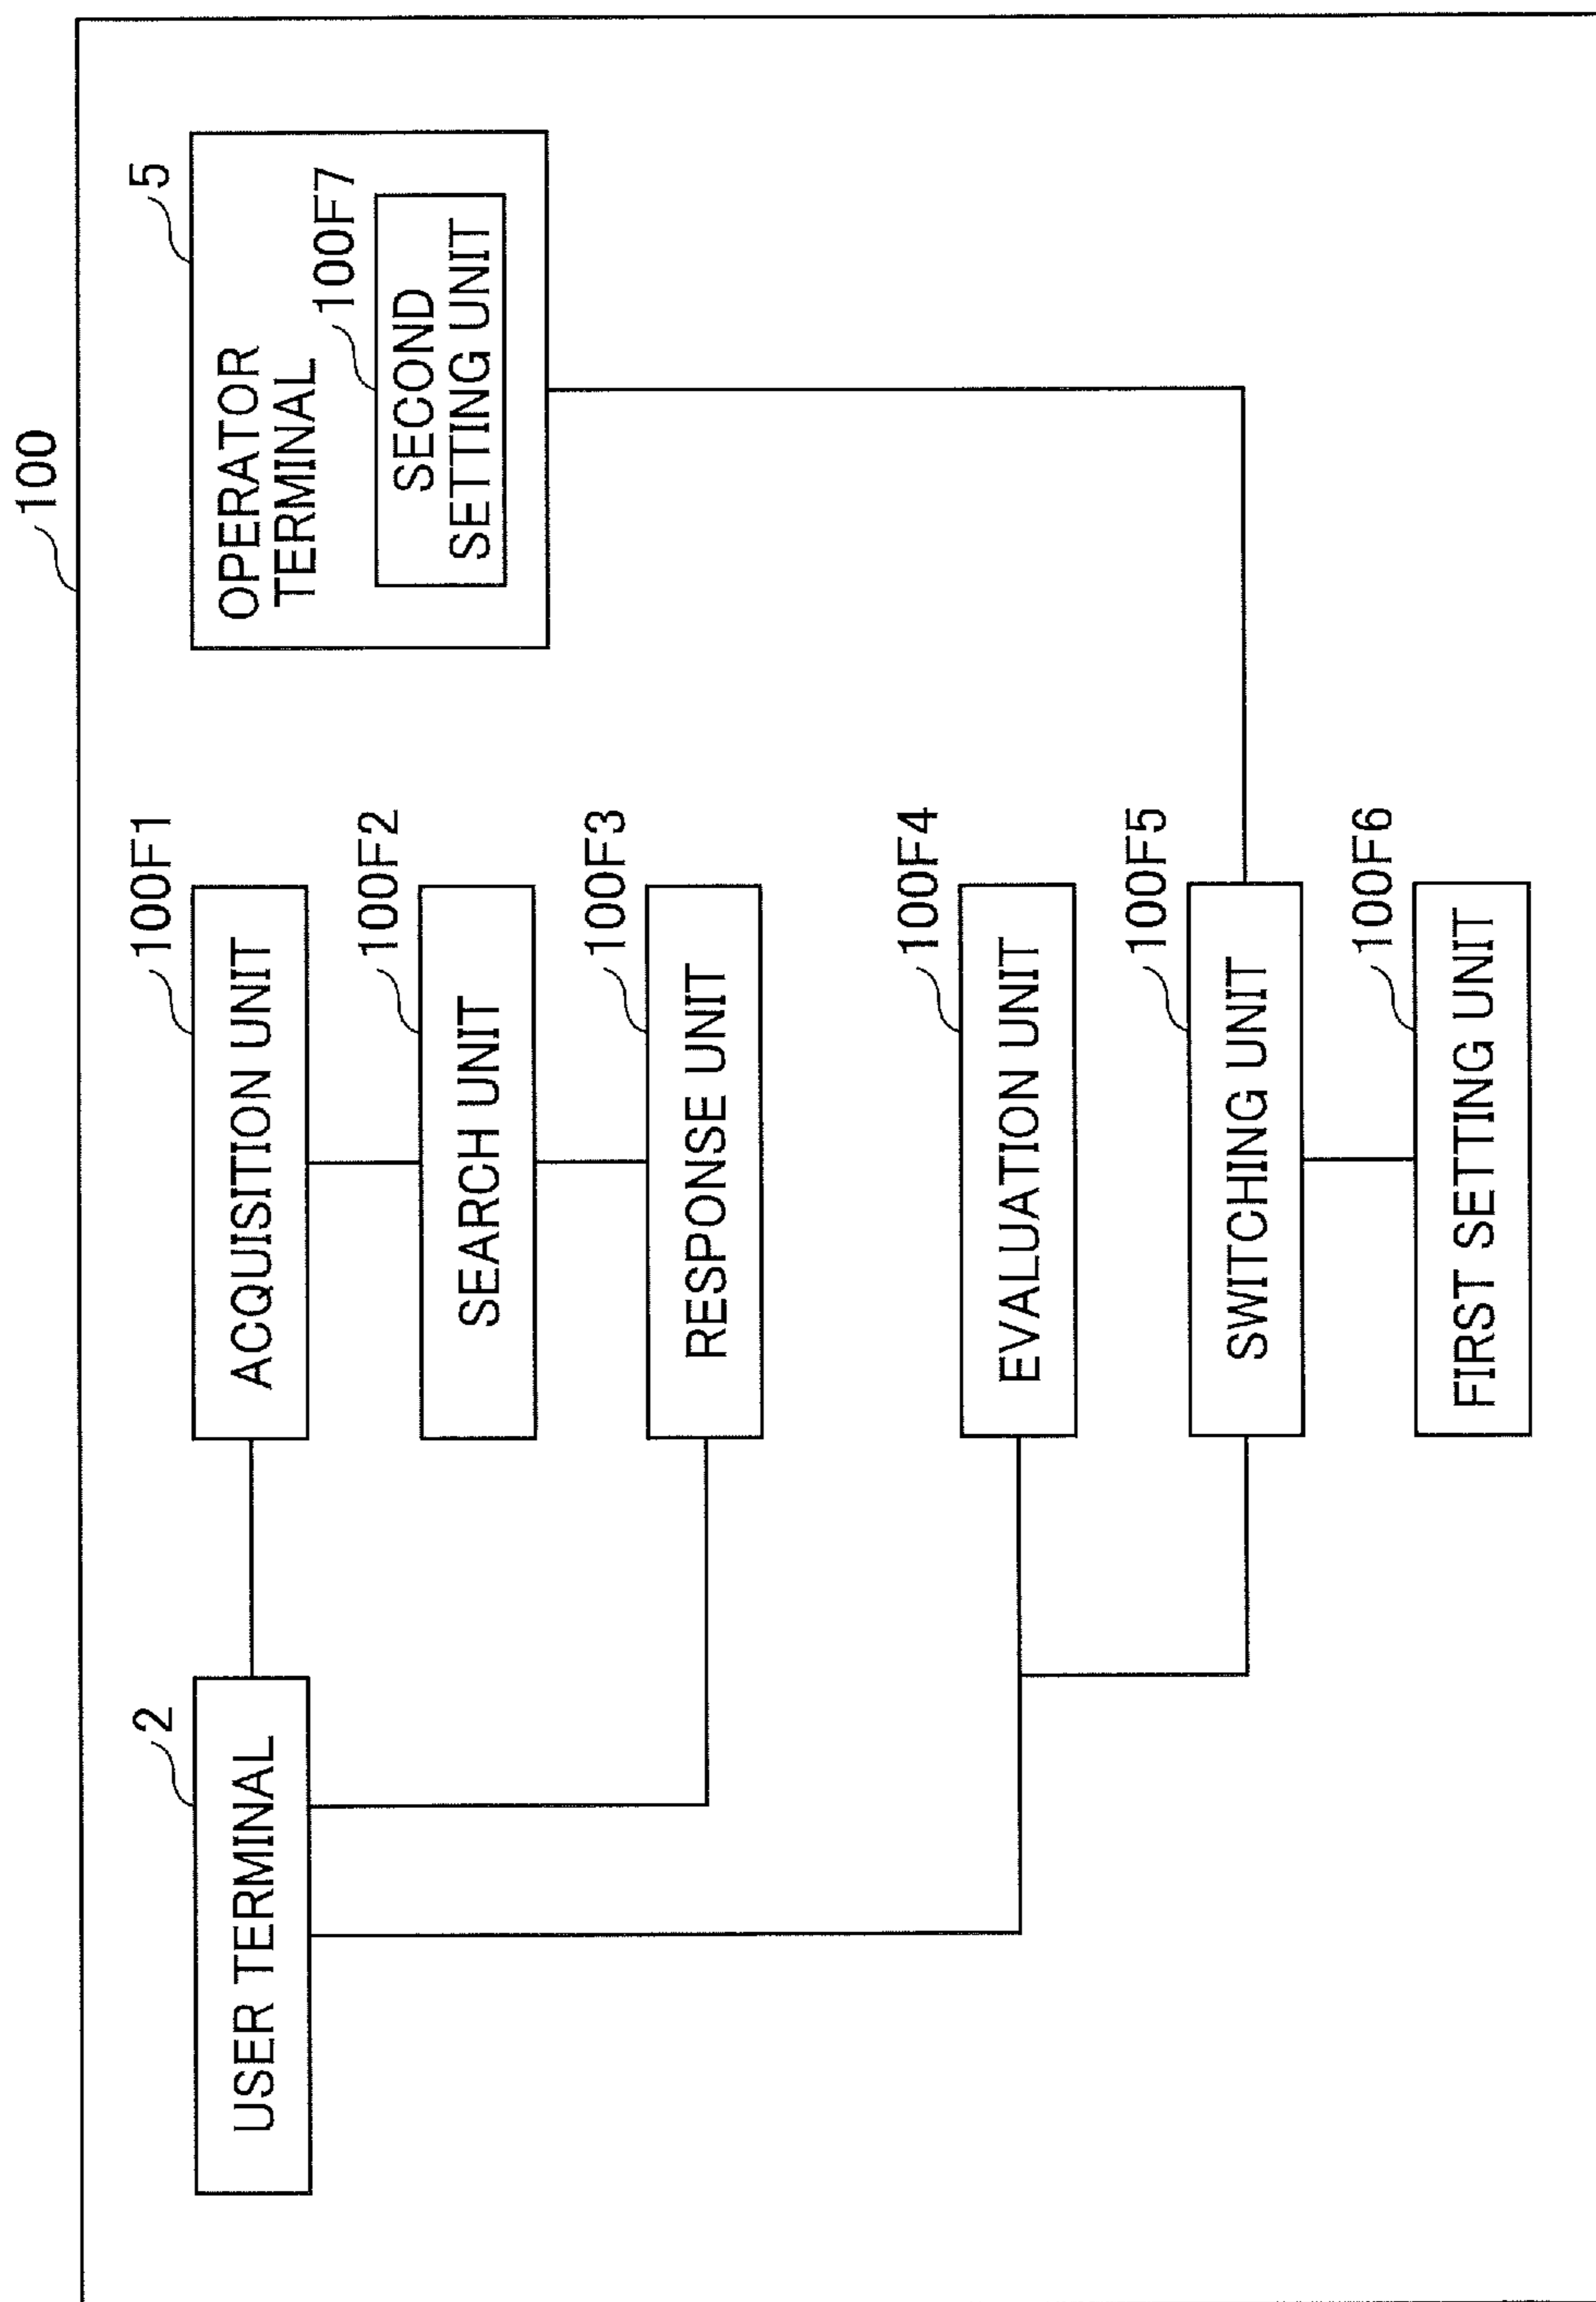 100
2
USER TERMINAL
100F1
ACQUISITION UNIT
100F2
SEARCH UNIT
100F3
RESPONSE UNIT
100F4
EVALUATION UNIT
100F5
SWITCHING UNIT
100F6
FIRST SETTING UNIT
5
OPERATOR
TERMINAL
100F7
SECOND
SETTING UNIT